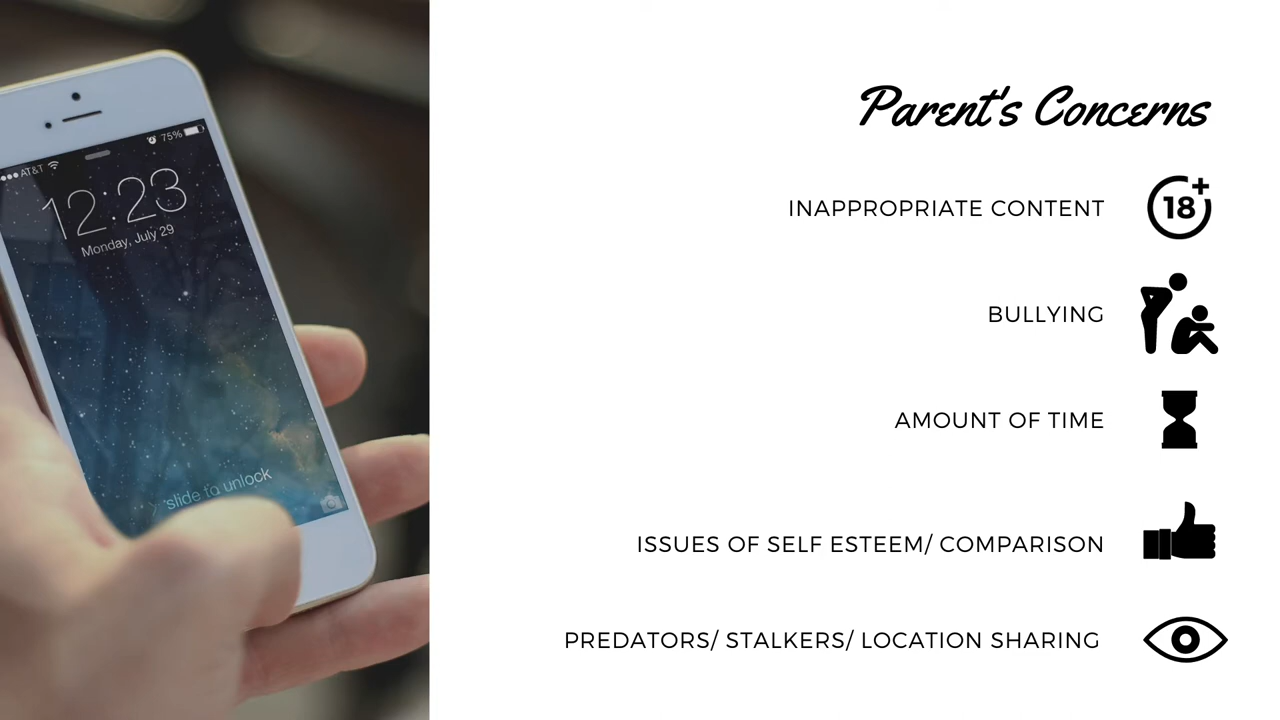 AT&T 75%
12:23
Monday, July 29
slide to unlock
Parent's Concerns
INAPPROPRIATE CONTENT 18+
BULLYING
AMOUNT OF TIME
ISSUES OF SELF ESTEEM/ COMPARISON
PREDATORS/ STALKERS/ LOCATION SHARING